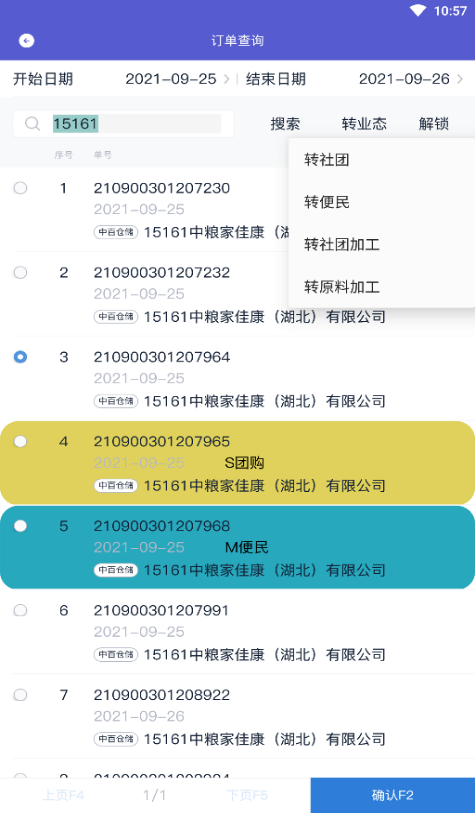 10:57
订单查询
开始日期 2021-09-25 结束日期 2021-09-26
15161 搜索 转业态 解锁
序号 单号
转社团
转便民
转社团加工
转原料加工
1 210900301207230
2021-09-25
中百仓储 15161中粮家佳康（
2 210900301207232
2021-09-25
中百仓储 15161中粮家佳康（湖北）有限公司
3 210900301207964
2021-09-25
中百仓储 15161中粮家佳康（湖北）有限公司
4 210900301207965
2021-09-25 S团购
中百仓储 15161中粮家佳康（湖北）有限公司
5 210900301207968
2021-09-25 M便民
中百仓储 15161中粮家佳康（湖北）有限公司
6 210900301207991
2021-09-25
中百仓储 15161中粮家佳康（湖北）有限公司
7 210900301208922
2021-09-26
中百仓储 15161中粮家佳康（湖北）有限公司
上页F4 1/1 下页F5 确认F2